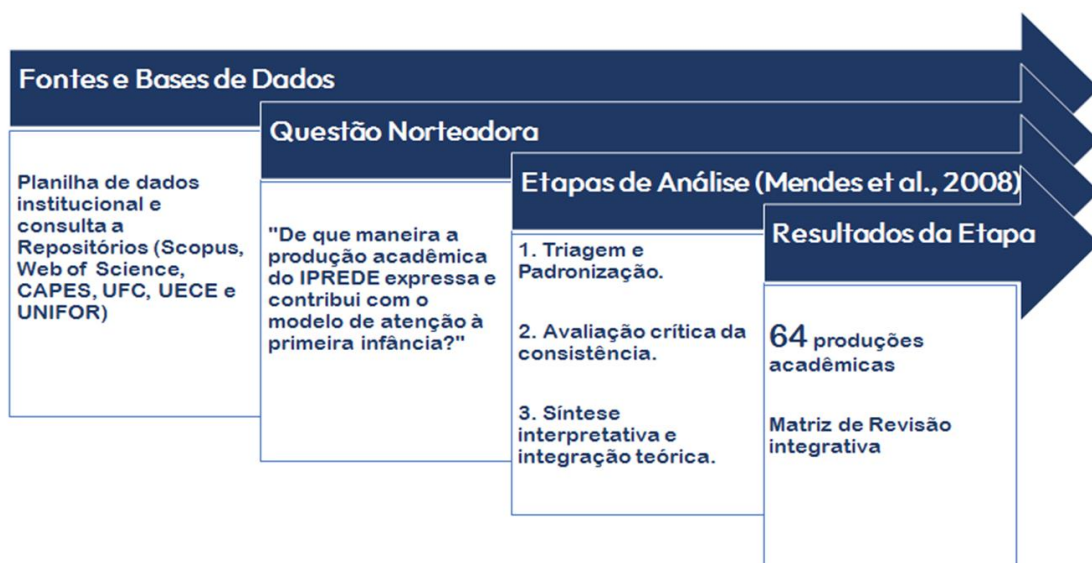 Fontes e Bases de Dados
Planilha de dados
institucional e
consulta a
Repositórios (Scopus,
Web of Science,
CAPES, UFC, UECE e
UNIFOR)
Questão Norteadora
"De que maneira a
produção acadêmica
do IPREDE expressa e
contribui com o
modelo de atenção à
primeira infância?"
Etapas de Análise (Mendes et al., 2008)
1. Triagem e
Padronização.
2. Avaliação crítica da
consistência.
3. Síntese
interpretativa e
integração teórica.
Resultados da Etapa
64 produções
acadêmicas
Matriz de Revisão
integrativa